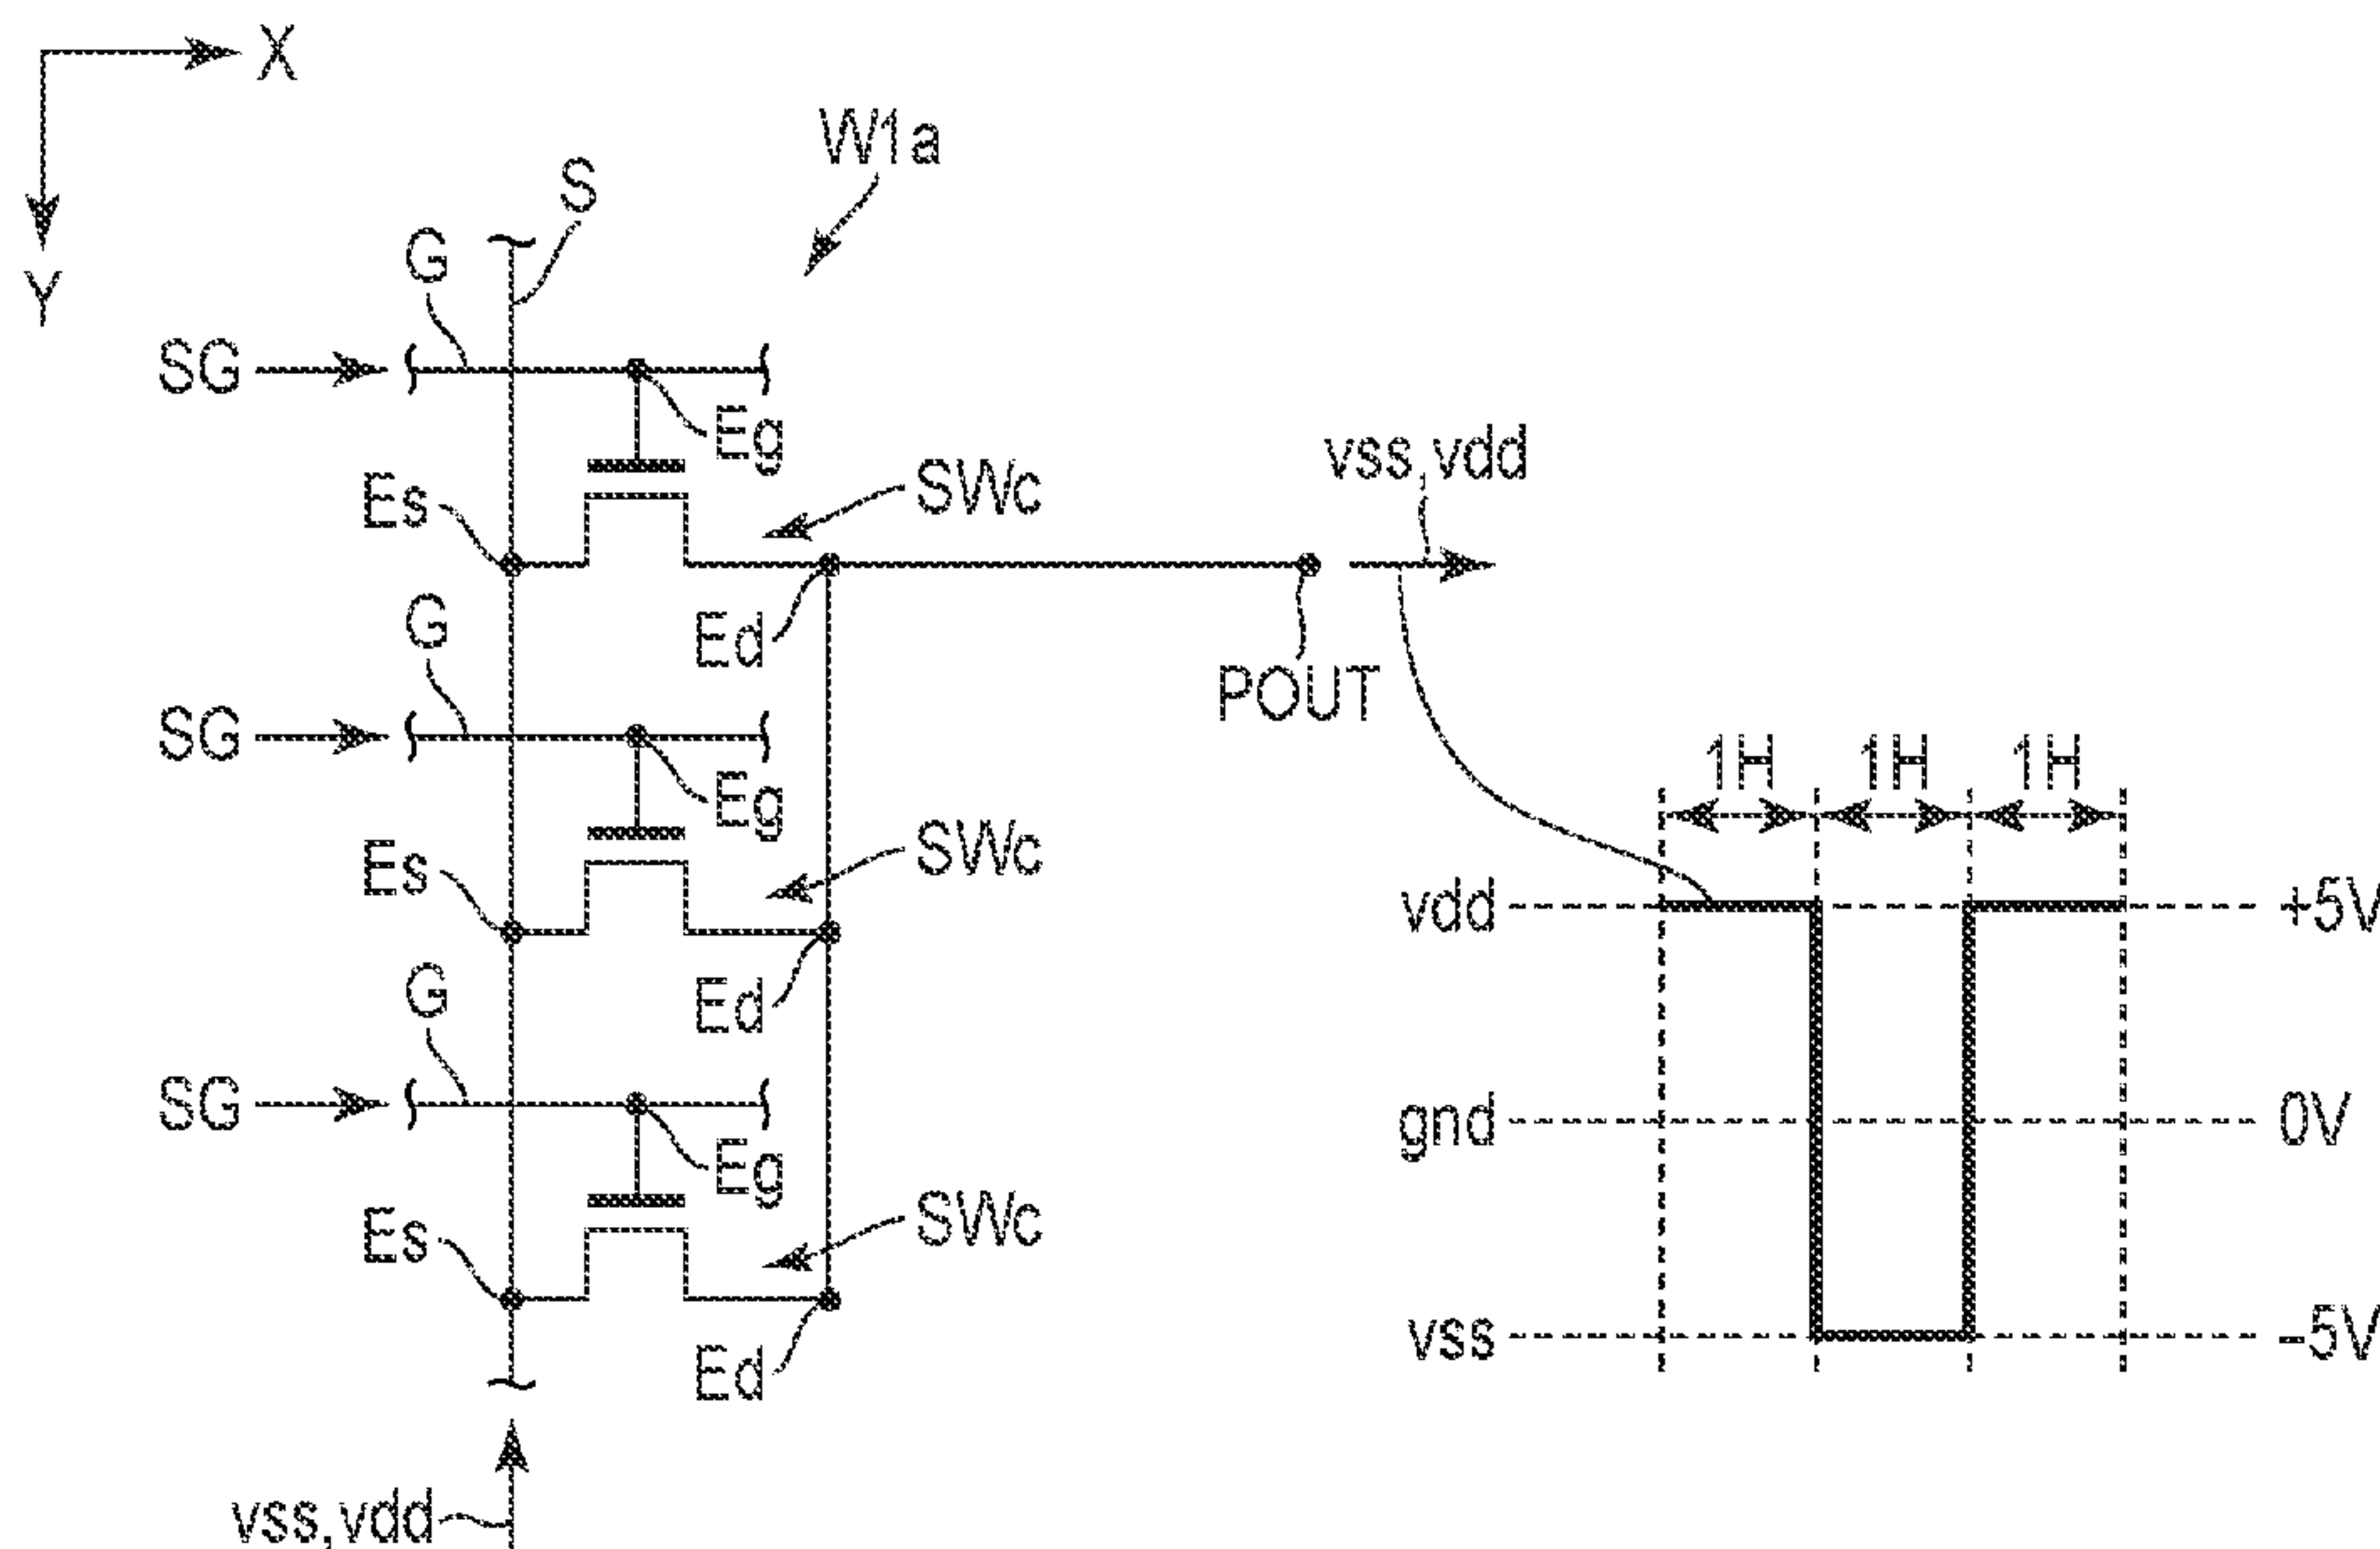 X
Y
W1a
S
G
SG
Eg
vss,vdd
Es
SWc
Ed
G
POUT
SG
1H 1H 1H
Eg
Es
SWc
vdd +5V
Ed
G
SG
gnd 0V
Eg
Es
SWc
vss -5V
Ed
vss,vdd